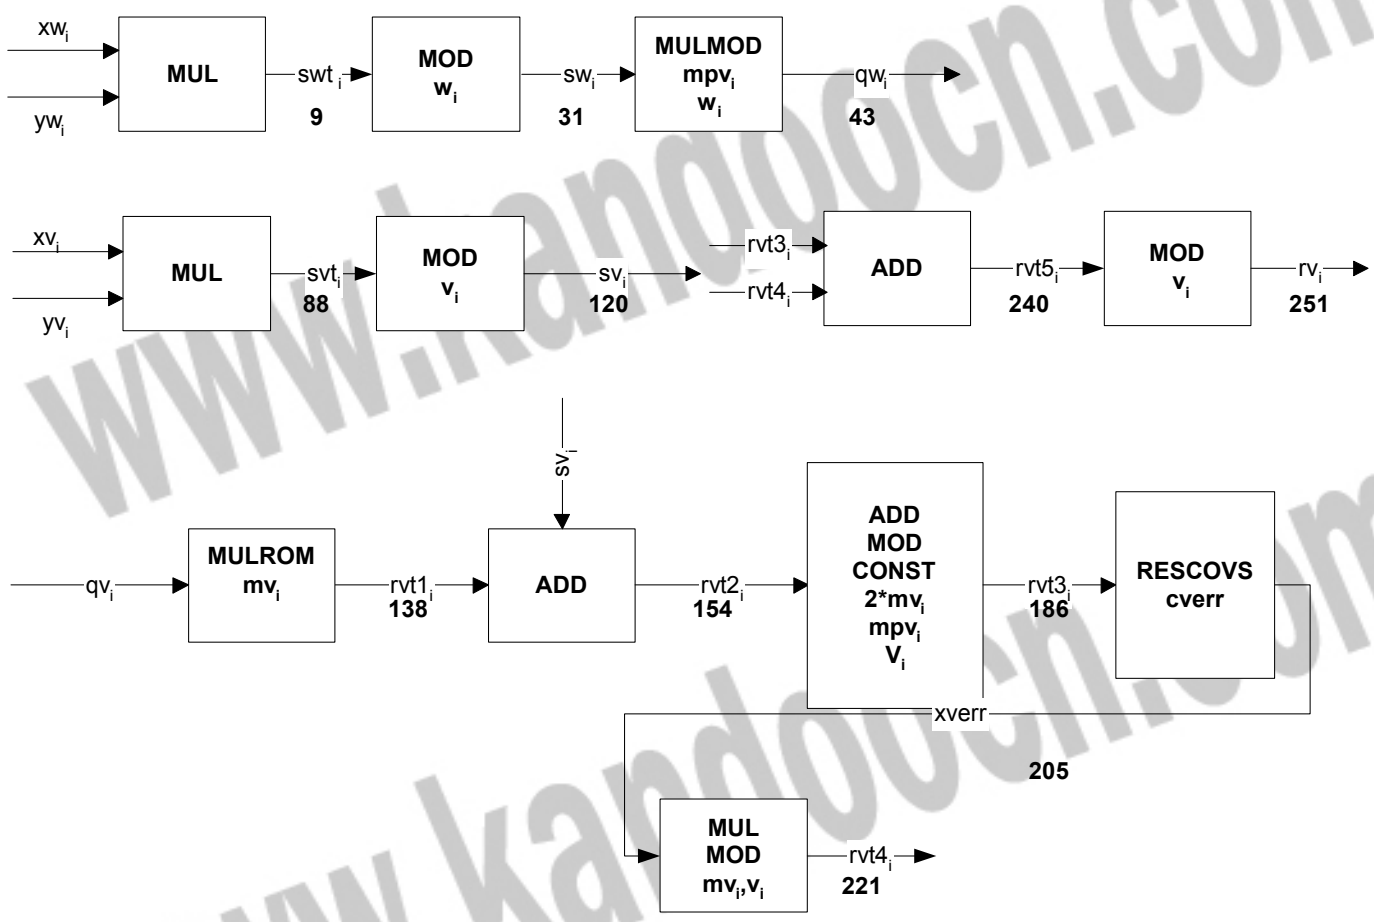 xwᵢ
ywᵢ
MUL
swtᵢ
9
MOD
wᵢ
swᵢ
31
MULMOD
mpvᵢ
wᵢ
qwᵢ
43
xvᵢ
yvᵢ
MUL
svtᵢ
88
MOD
vᵢ
svᵢ
120
rvt3ᵢ
rvt4ᵢ
ADD
rvt5ᵢ
240
MOD
vᵢ
rvᵢ
251
svᵢ
qvᵢ
MULROM
mvᵢ
rvt1ᵢ
138
ADD
rvt2ᵢ
154
ADD
MOD
CONST
2*mvᵢ
mpvᵢ
Vᵢ
rvt3ᵢ
186
RESCOVS
cverr
xverr
205
MUL
MOD
mvᵢ,vᵢ
rvt4ᵢ
221
www.kandoocn.com
www.kandoocn.com